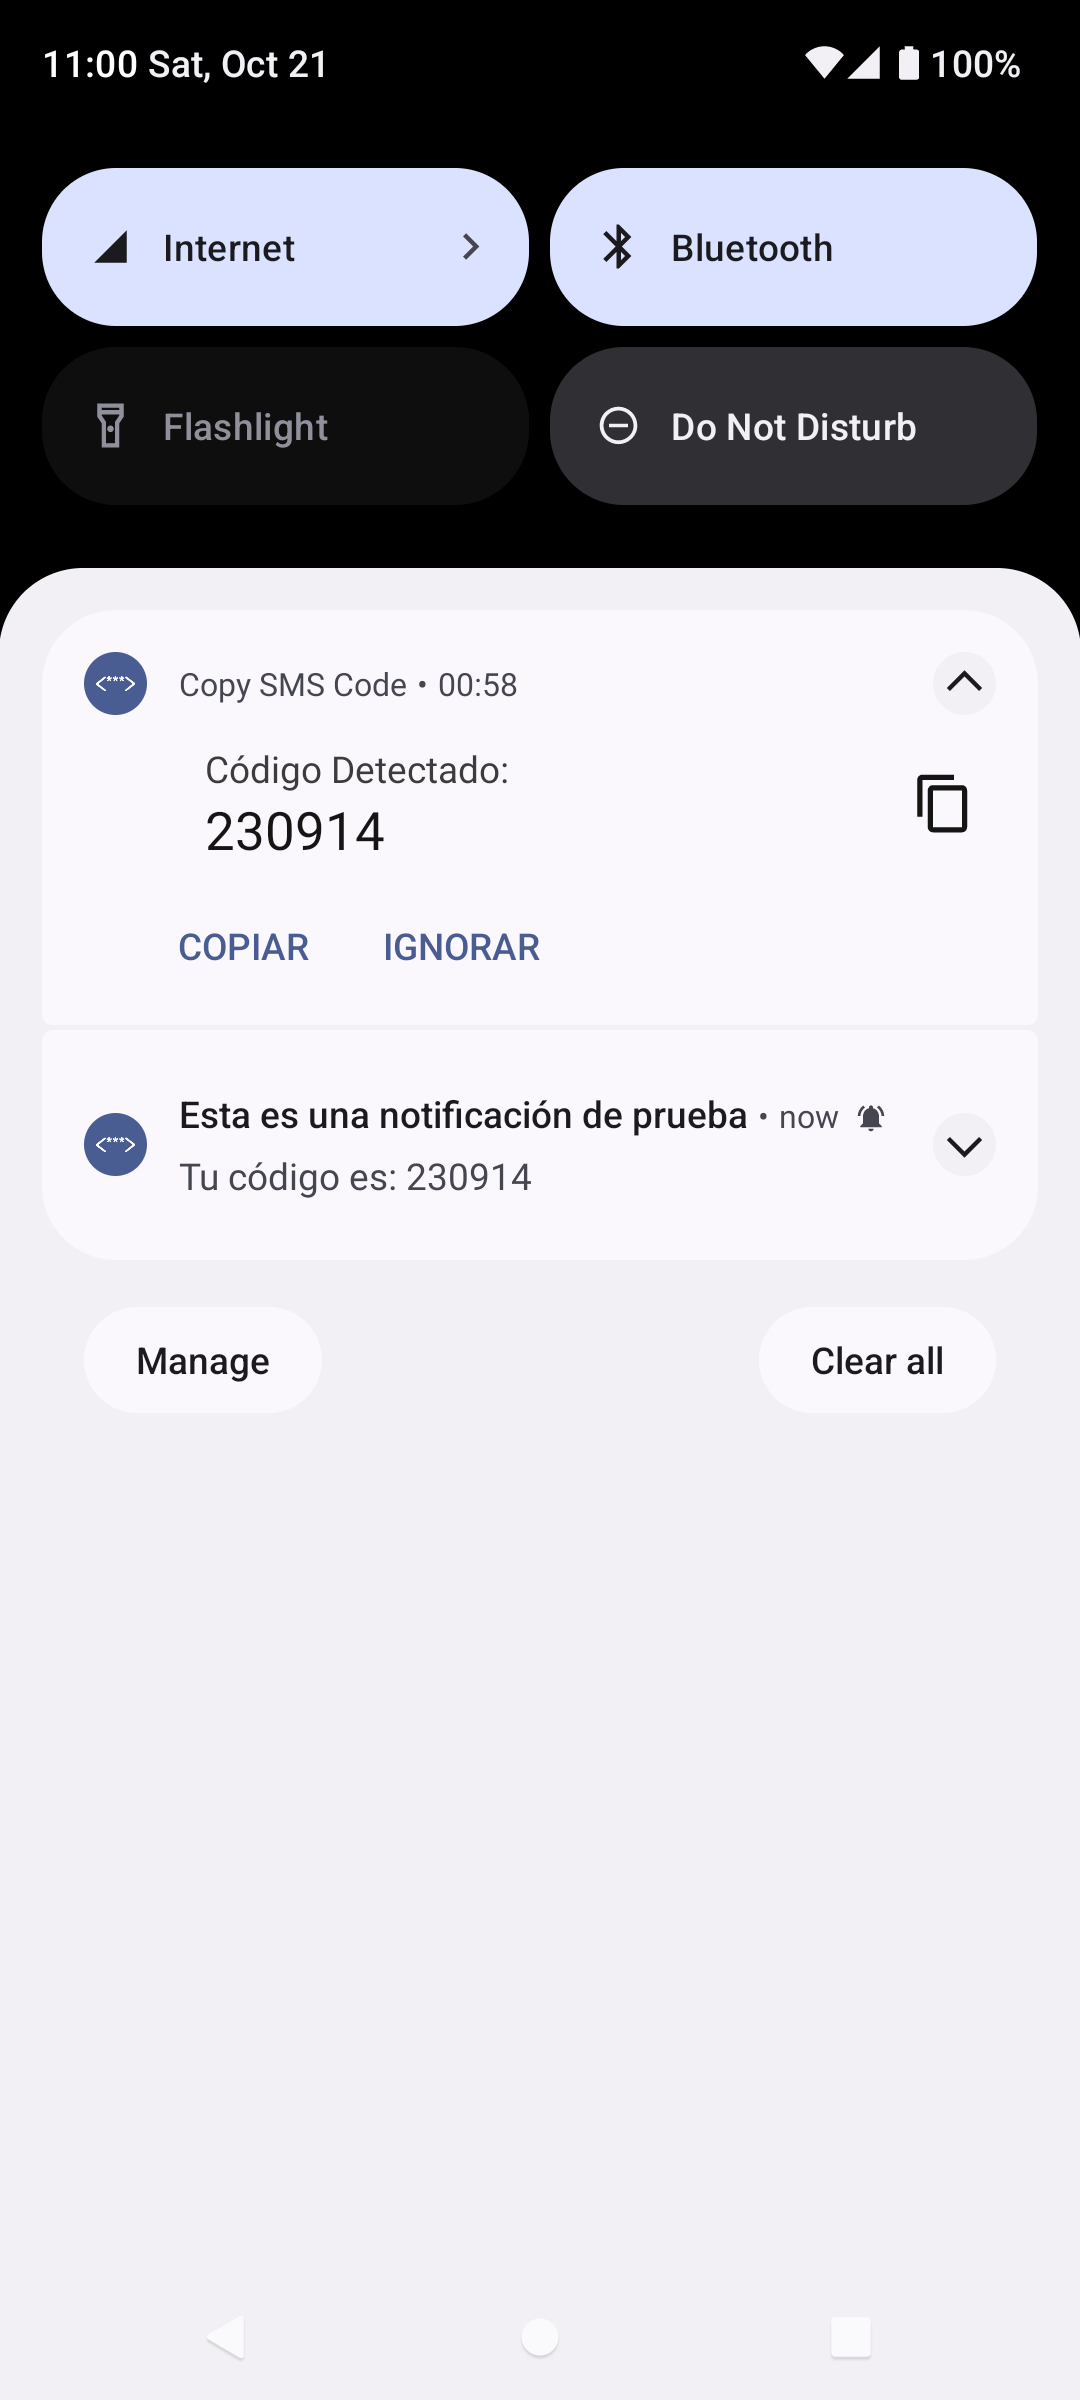 11:00 Sat, Oct 21
100%
Internet
Bluetooth
Flashlight
Do Not Disturb
<***>
Copy SMS Code • 00:58
Código Detectado:
230914
COPIAR IGNORAR
<***>
Esta es una notificación de prueba • now
Tu código es: 230914
Manage
Clear all